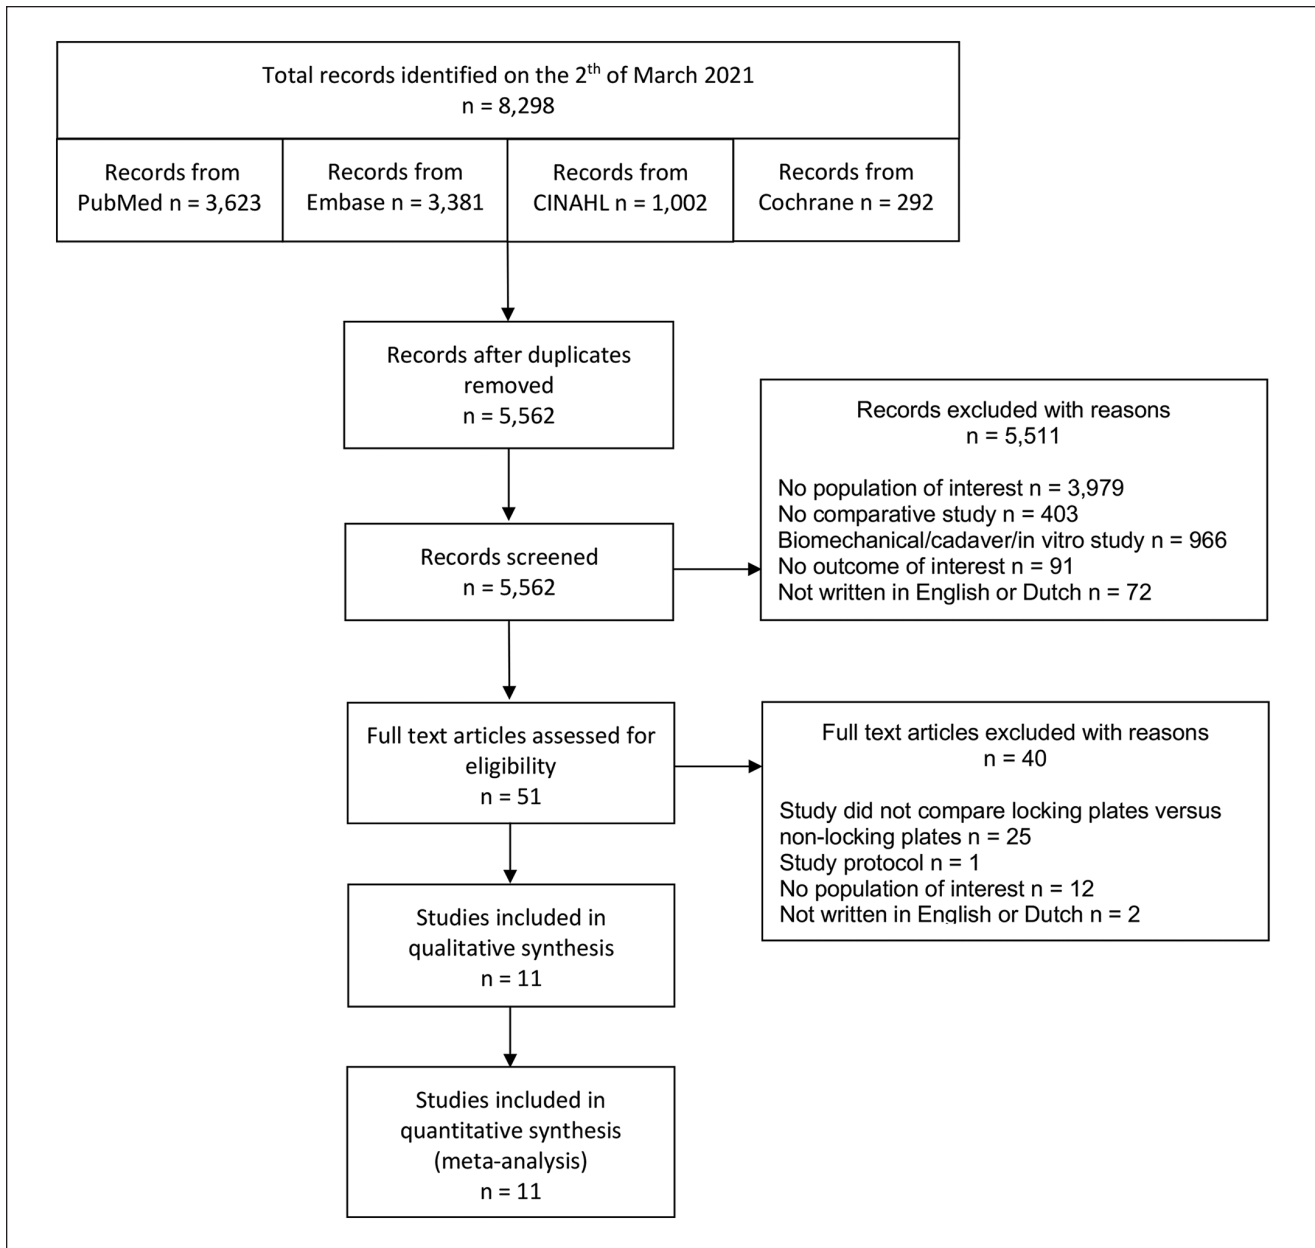 Total records identified on the 2th of March 2021
n = 8,298
Records from
PubMed n = 3,623
Records from
Embase n = 3,381
Records from
CINAHL n = 1,002
Records from
Cochrane n = 292
Records after duplicates
removed
n = 5,562
Records screened
n = 5,562
Records excluded with reasons
n = 5,511
No population of interest n = 3,979
No comparative study n = 403
Biomechanical/cadaver/in vitro study n = 966
No outcome of interest n = 91
Not written in English or Dutch n = 72
Full text articles assessed for
eligibility
n = 51
Full text articles excluded with reasons
n = 40
Study did not compare locking plates versus
non-locking plates n = 25
Study protocol n = 1
No population of interest n = 12
Not written in English or Dutch n = 2
Studies included in
qualitative synthesis
n = 11
Studies included in
quantitative synthesis
(meta-analysis)
n = 11